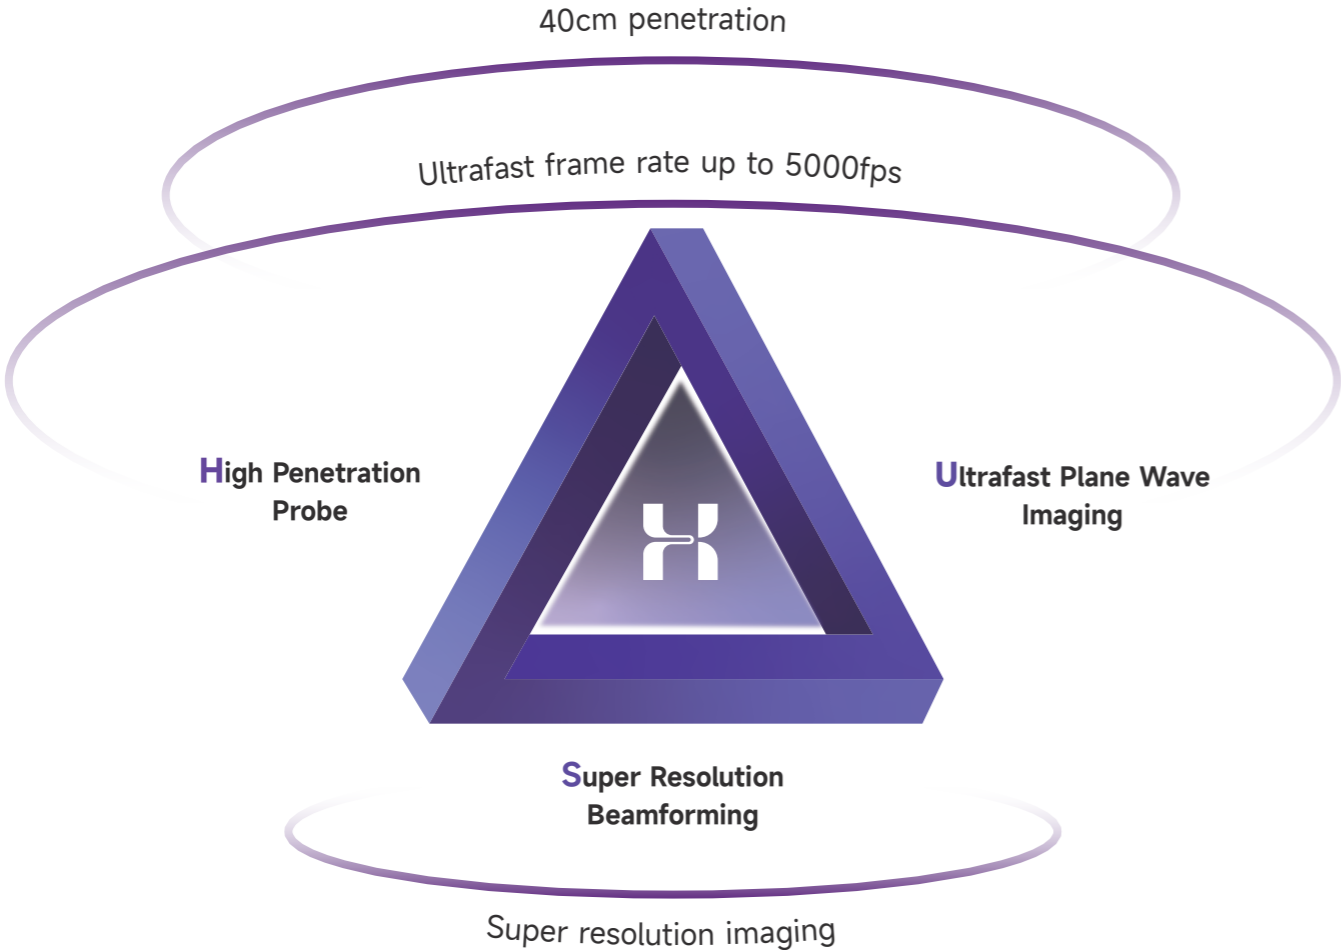 40cm penetration
Ultrafast frame rate up to 5000fps
High Penetration
Probe
Ultrafast Plane Wave
Imaging
Super Resolution
Beamforming
Super resolution imaging